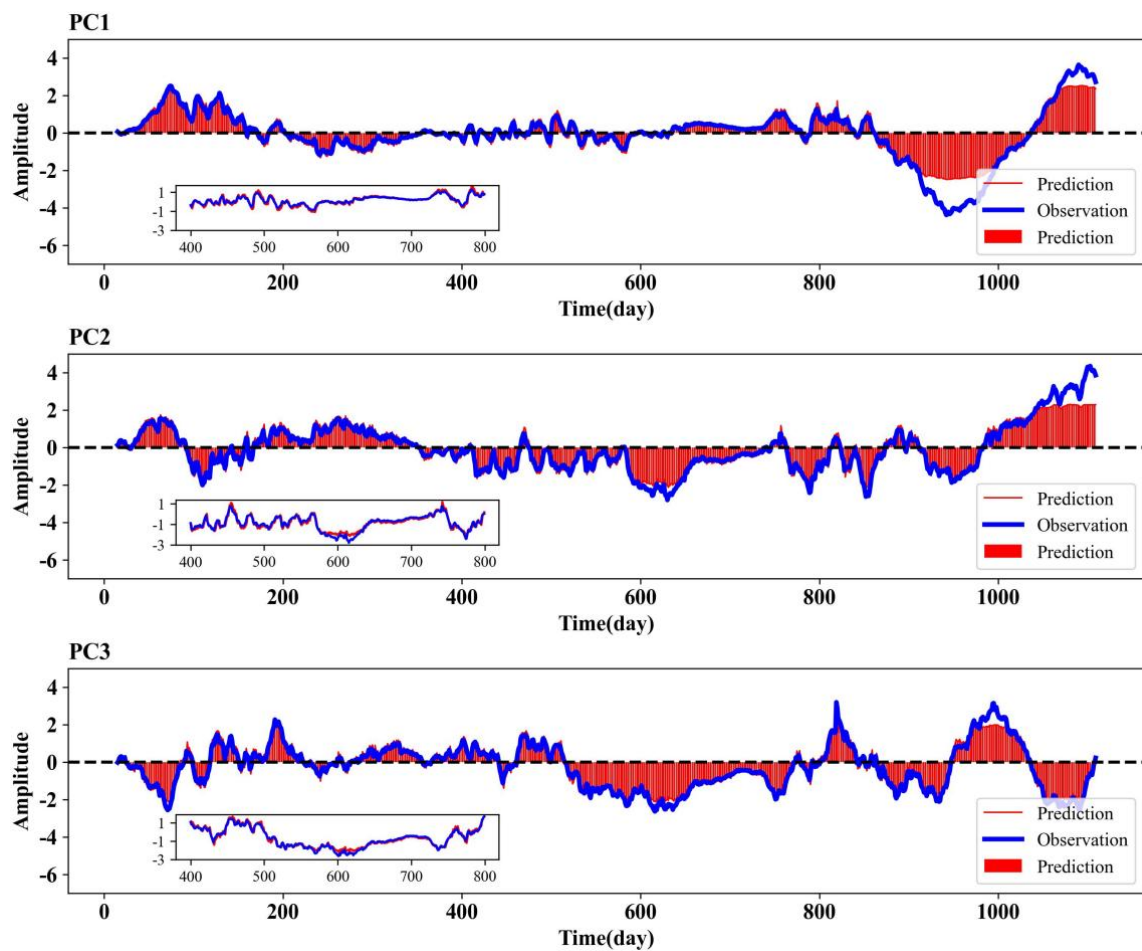 PC1
4
2
0
-2
-4
-6
Amplitude
1
-1
-3
400 500 600 700 800
Prediction
Observation
Prediction
0 200 400 600 800 1000
Time(day)
PC2
4
2
0
-2
-4
-6
Amplitude
1
-1
-3
400 500 600 700 800
Prediction
Observation
Prediction
0 200 400 600 800 1000
Time(day)
PC3
4
2
0
-2
-4
-6
Amplitude
1
-1
-3
400 500 600 700 800
Prediction
Observation
Prediction
0 200 400 600 800 1000
Time(day)